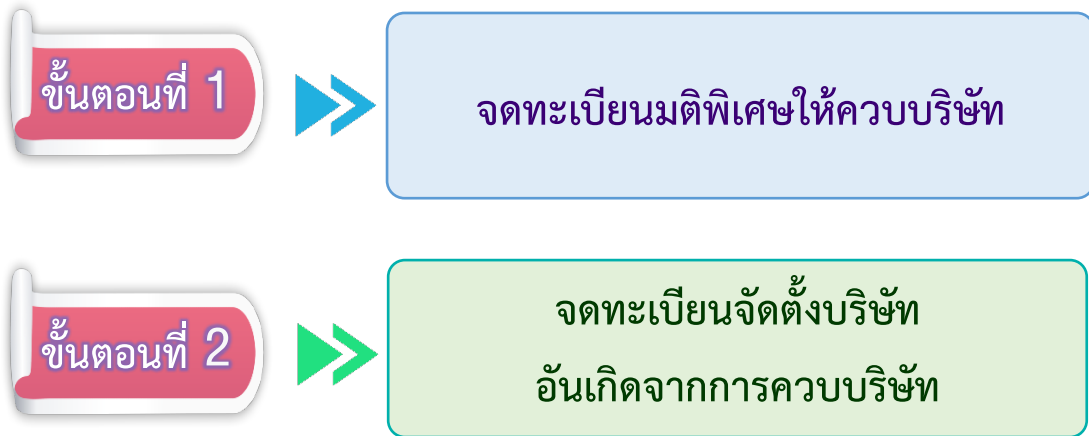 ขั้นตอนที่ 1
จดทะเบียนมติพิเศษให้ควบบริษัท
ขั้นตอนที่ 2
จดทะเบียนจัดตั้งบริษัท
อันเกิดจากการควบบริษัท